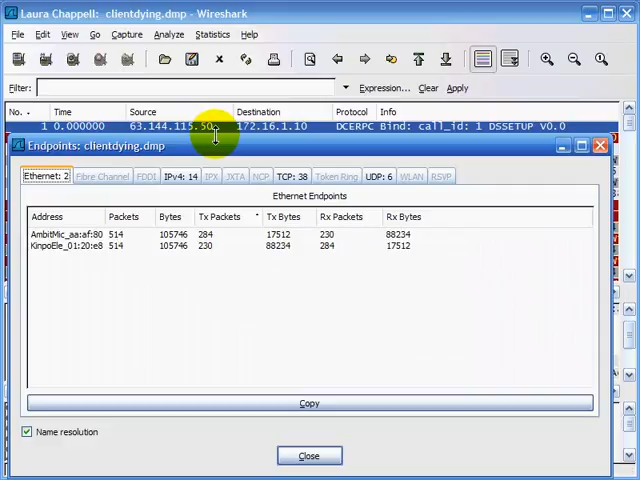 Laura Chappell: clientdying.dmp - Wireshark
File Edit View Go Capture Analyze Statistics Help
Filter: Expression... Clear Apply
No. Time Source Destination Protocol Info
1 0.000000 63.144.115.50 172.16.1.10 DCERPC Bind: call_id: 1 DSSETUP V0.0
Endpoints: clientdying.dmp
Ethernet: 2 Fibre Channel FDDI IPv4: 14 IPX JXTA NCP TCP: 38 Token Ring UDP: 6 WLAN RSVP
Ethernet Endpoints
Address Packets Bytes Tx Packets Tx Bytes Rx Packets Rx Bytes
AmbitMic_aa:af:80 514 105746 284 17512 230 88234
KinpoEle_01:20:e8 514 105746 230 88234 284 17512
Copy
Name resolution
Close